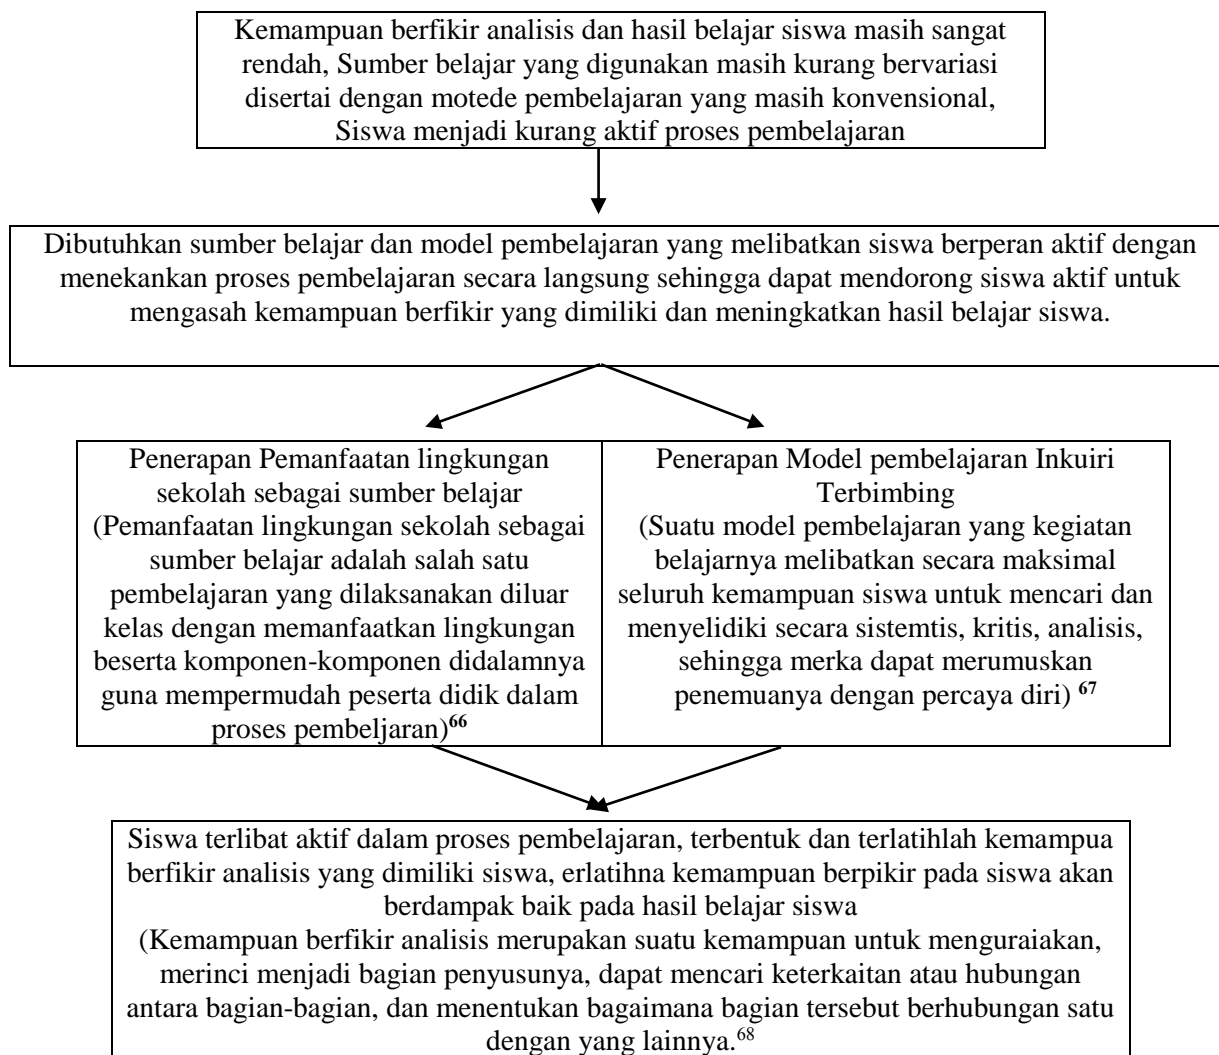 Kemampuan berfikir analisis dan hasil belajar siswa masih sangat
rendah, Sumber belajar yang digunakan masih kurang bervariasi
disertai dengan motede pembelajaran yang masih konvensional,
Siswa menjadi kurang aktif proses pembelajaran
Dibutuhkan sumber belajar dan model pembelajaran yang melibatkan siswa berperan aktif dengan
menekankan proses pembelajaran secara langsung sehingga dapat mendorong siswa aktif untuk
mengasah kemampuan berfikir yang dimiliki dan meningkatkan hasil belajar siswa.
Penerapan Pemanfaatan lingkungan
sekolah sebagai sumber belajar
(Pemanfaatan lingkungan sekolah sebagai
sumber belajar adalah salah satu
pembelajaran yang dilaksanakan diluar
kelas dengan memanfaatkan lingkungan
beserta komponen-komponen didalamnya
guna mempermudah peserta didik dalam
proses pembeljaran)66
Penerapan Model pembelajaran Inkuiri
Terbimbing
(Suatu model pembelajaran yang kegiatan
belajarnya melibatkan secara maksimal
seluruh kemampuan siswa untuk mencari dan
menyelidiki secara sistemtis, kritis, analisis,
sehingga merka dapat merumuskan
penemuanya dengan percaya diri) 67
Siswa terlibat aktif dalam proses pembelajaran, terbentuk dan terlatihlah kemampua
berfikir analisis yang dimiliki siswa, erlatihna kemampuan berpikir pada siswa akan
berdampak baik pada hasil belajar siswa
(Kemampuan berfikir analisis merupakan suatu kemampuan untuk menguraiakan,
merinci menjadi bagian penyusunya, dapat mencari keterkaitan atau hubungan
antara bagian-bagian, dan menentukan bagaimana bagian tersebut berhubungan satu
dengan yang lainnya.68